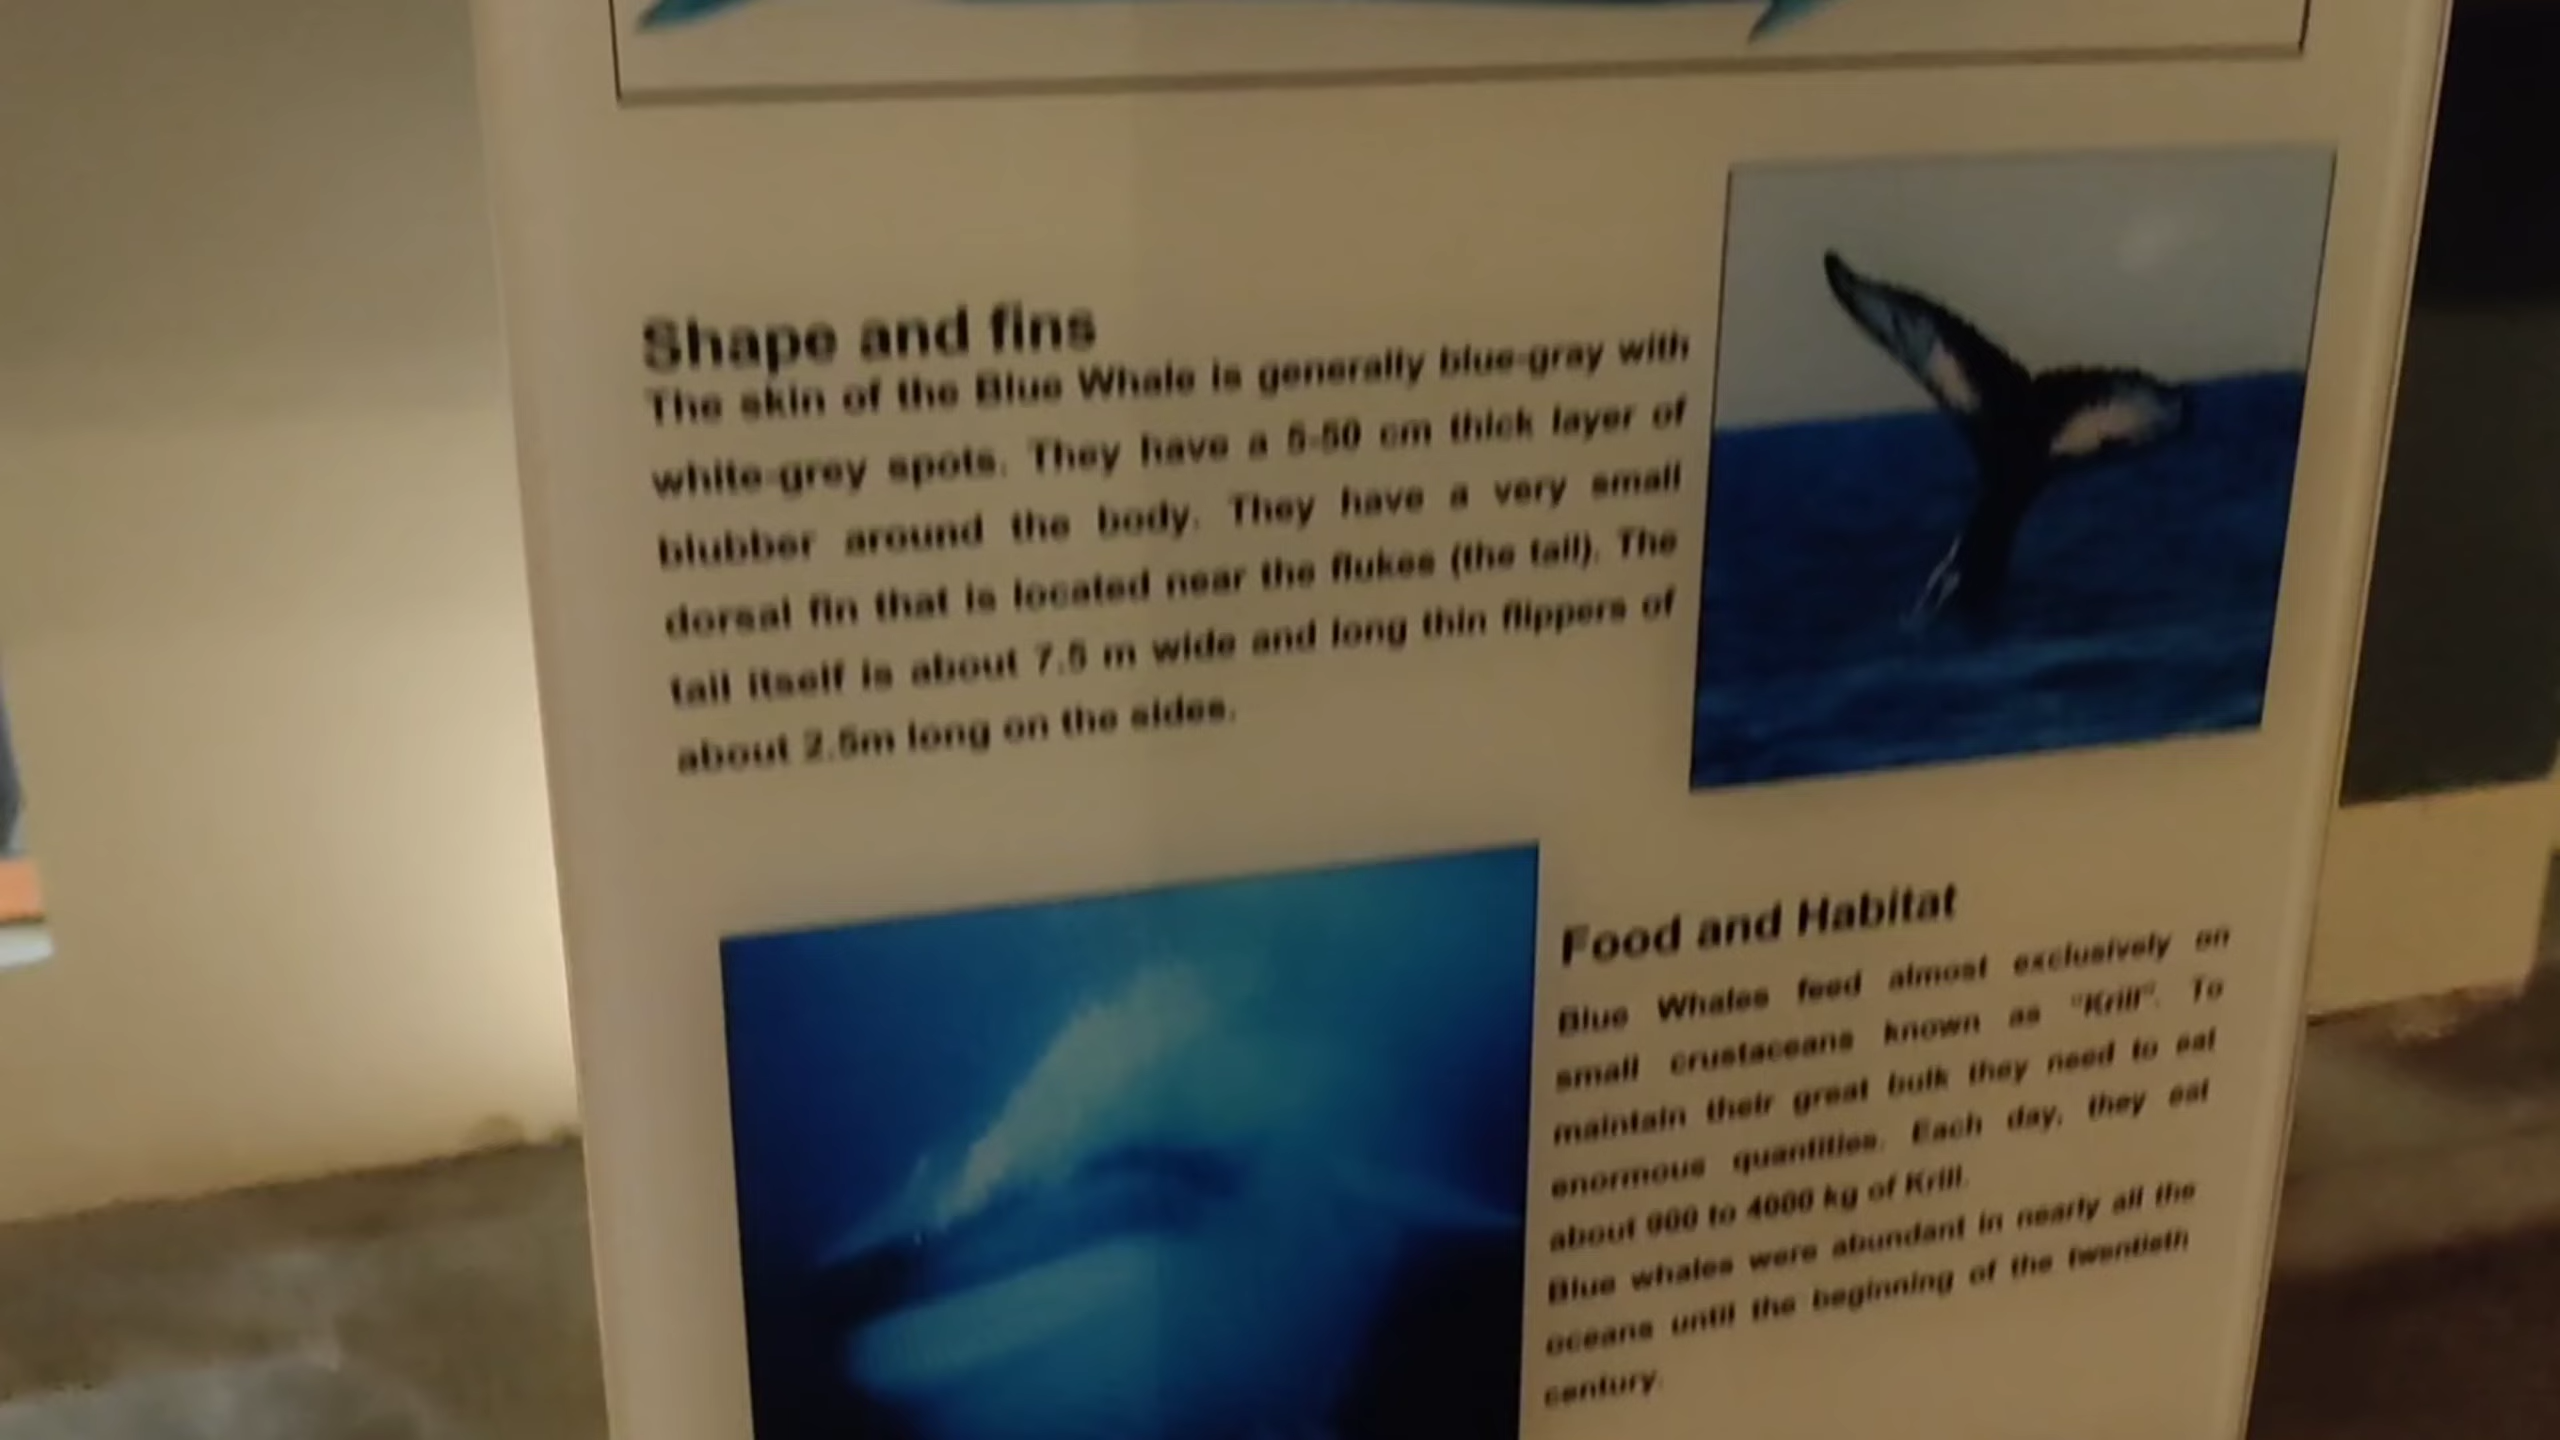 Shape and fins
The skin of the Blue Whale is generally blue-gray with
white-grey spots. They have a 5-50 cm thick layer of
blubber around the body. They have a very small
dorsal fin that is located near the flukes (the tail). The
tail itself is about 7.5 m wide and long thin flippers of
about 2.5m long on the sides.
Food and Habitat
Blue Whales feed almost exclusively on
small crustaceans known as "Krill". To
maintain their great bulk they need to eat
enormous quantities. Each day, they eat
about 900 to 4000 kg of Krill.
Blue whales were abundant in nearly all the
oceans until the beginning of the twentieth
century.